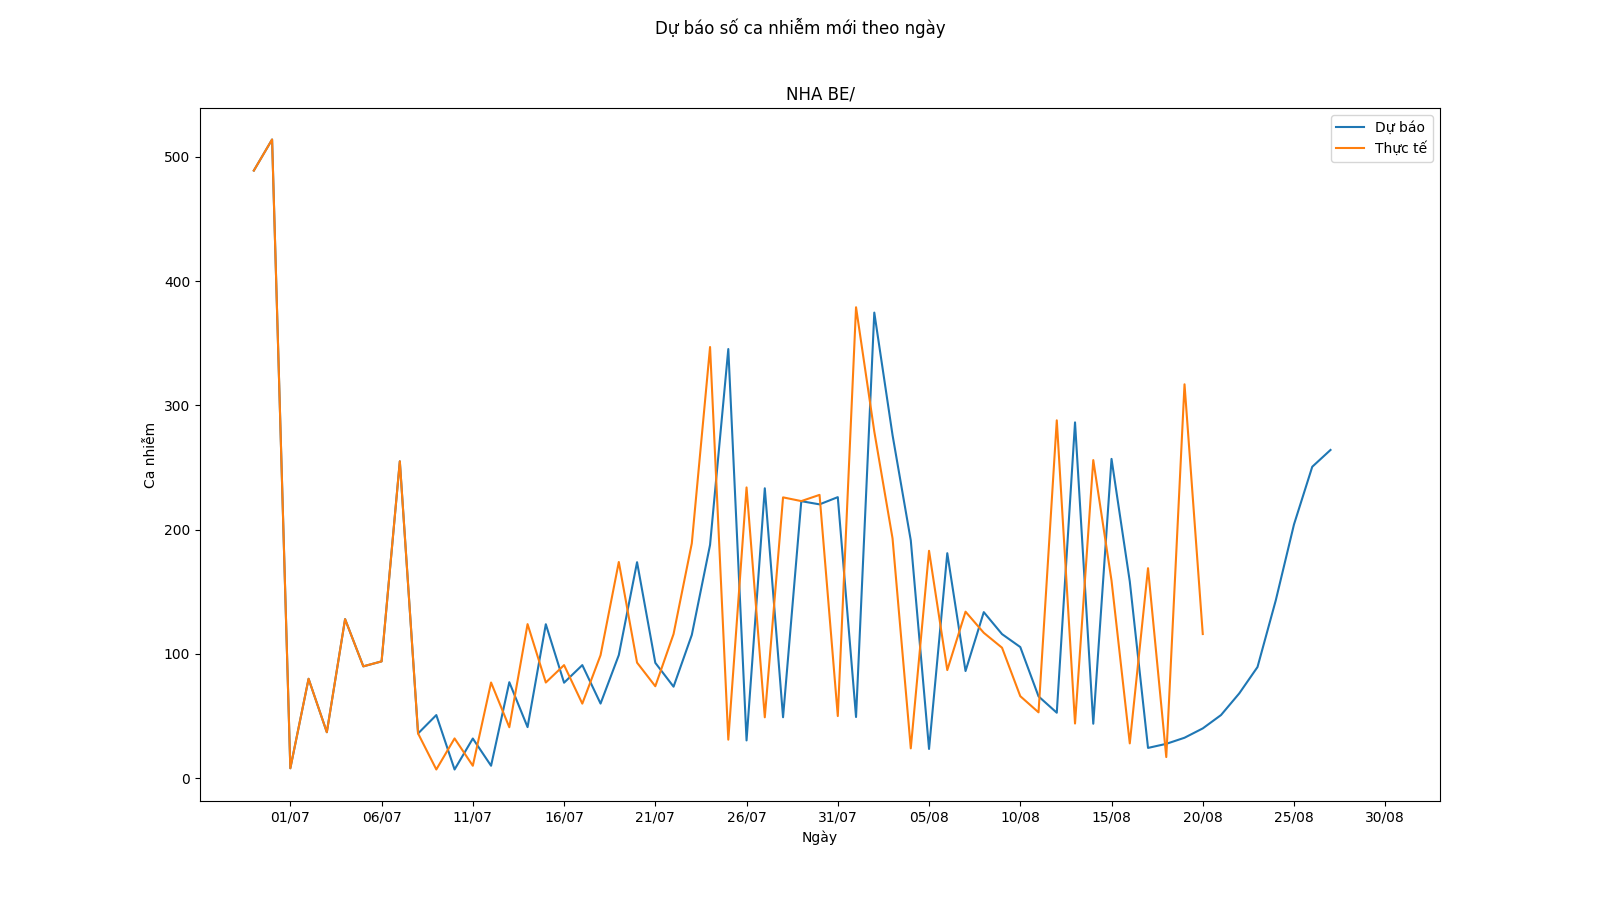 Dự báo số ca nhiễm mới theo ngày
NHA BE/
Dự báo
Thực tế
500
400
300
200
100
0
Ca nhiễm
01/07 06/07 11/07 16/07 21/07 26/07 31/07 05/08 10/08 15/08 20/08 25/08 30/08
Ngày